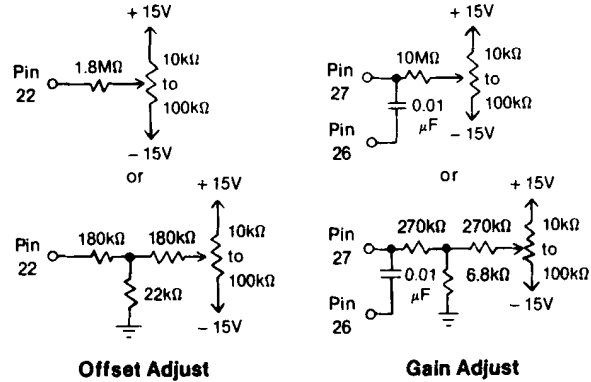 + 15V
Pin
22
1.8MΩ
10kΩ
to
100kΩ
– 15V
or
+ 15V
Pin
22
180kΩ
180kΩ
22kΩ
10kΩ
to
100kΩ
– 15V
Offset Adjust
+ 15V
Pin
27
10MΩ
10kΩ
to
100kΩ
0.01
μF
Pin
26
– 15V
or
+ 15V
Pin
27
270kΩ
270kΩ
10kΩ
to
100kΩ
0.01
μF
6.8kΩ
Pin
26
– 15V
Gain Adjust